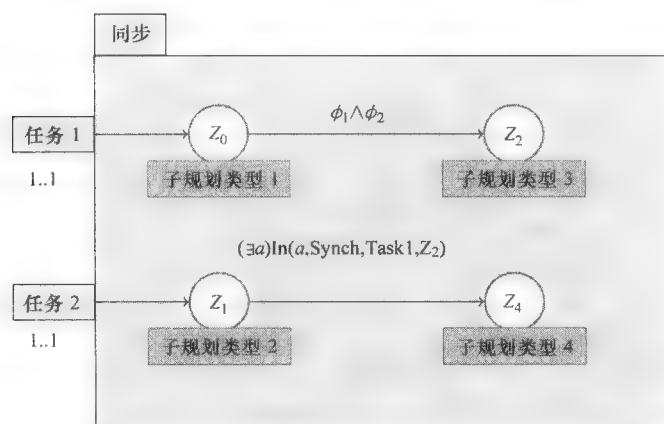 同步
ϕ₁∧ϕ₂
任务 1
Z₀
Z₂
1..1
子规划类型 1
子规划类型 3
(∃a)In(a,Synch,Task1,Z₂)
任务 2
Z₁
Z₄
1..1
子规划类型 2
子规划类型 4